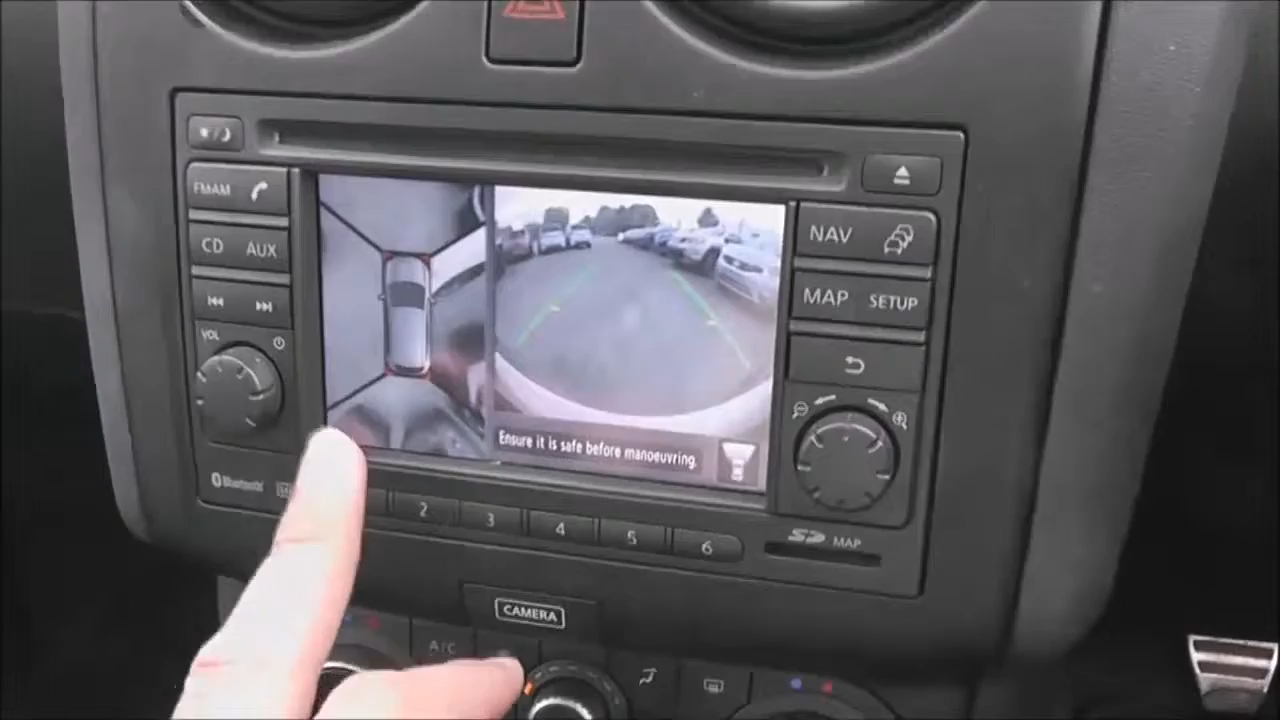 FM·AM
CD AUX
VOL
NAV
MAP SETUP
Ensure it is safe before manoeuvring.
Bluetooth
2 3 4 5 6
SD MAP
CAMERA
A/C